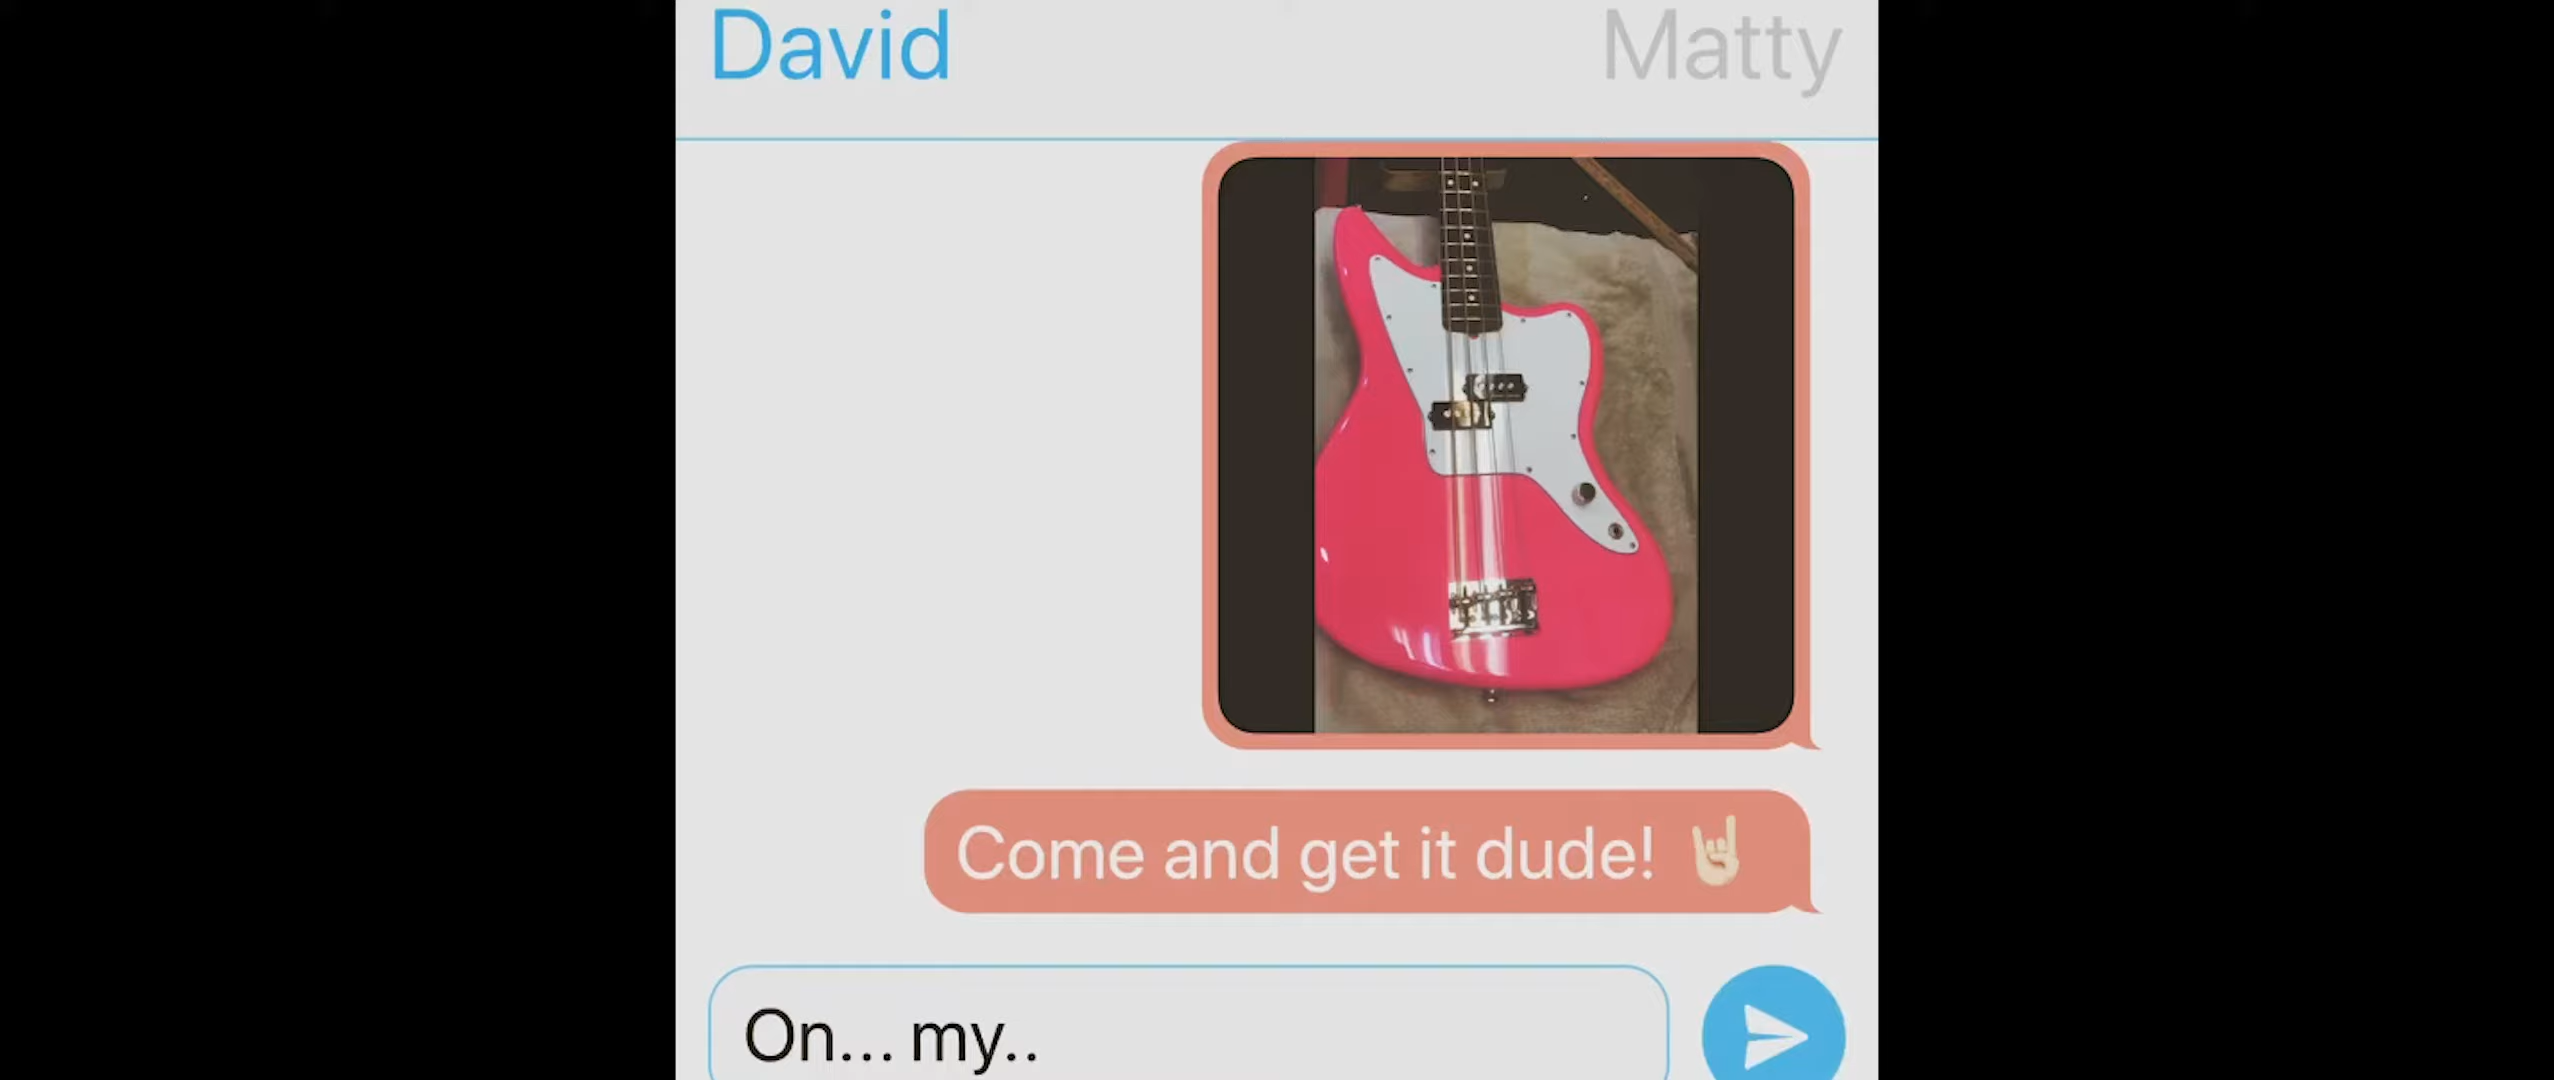 David
Matty
Come and get it dude! 🤘🏻
On... my..